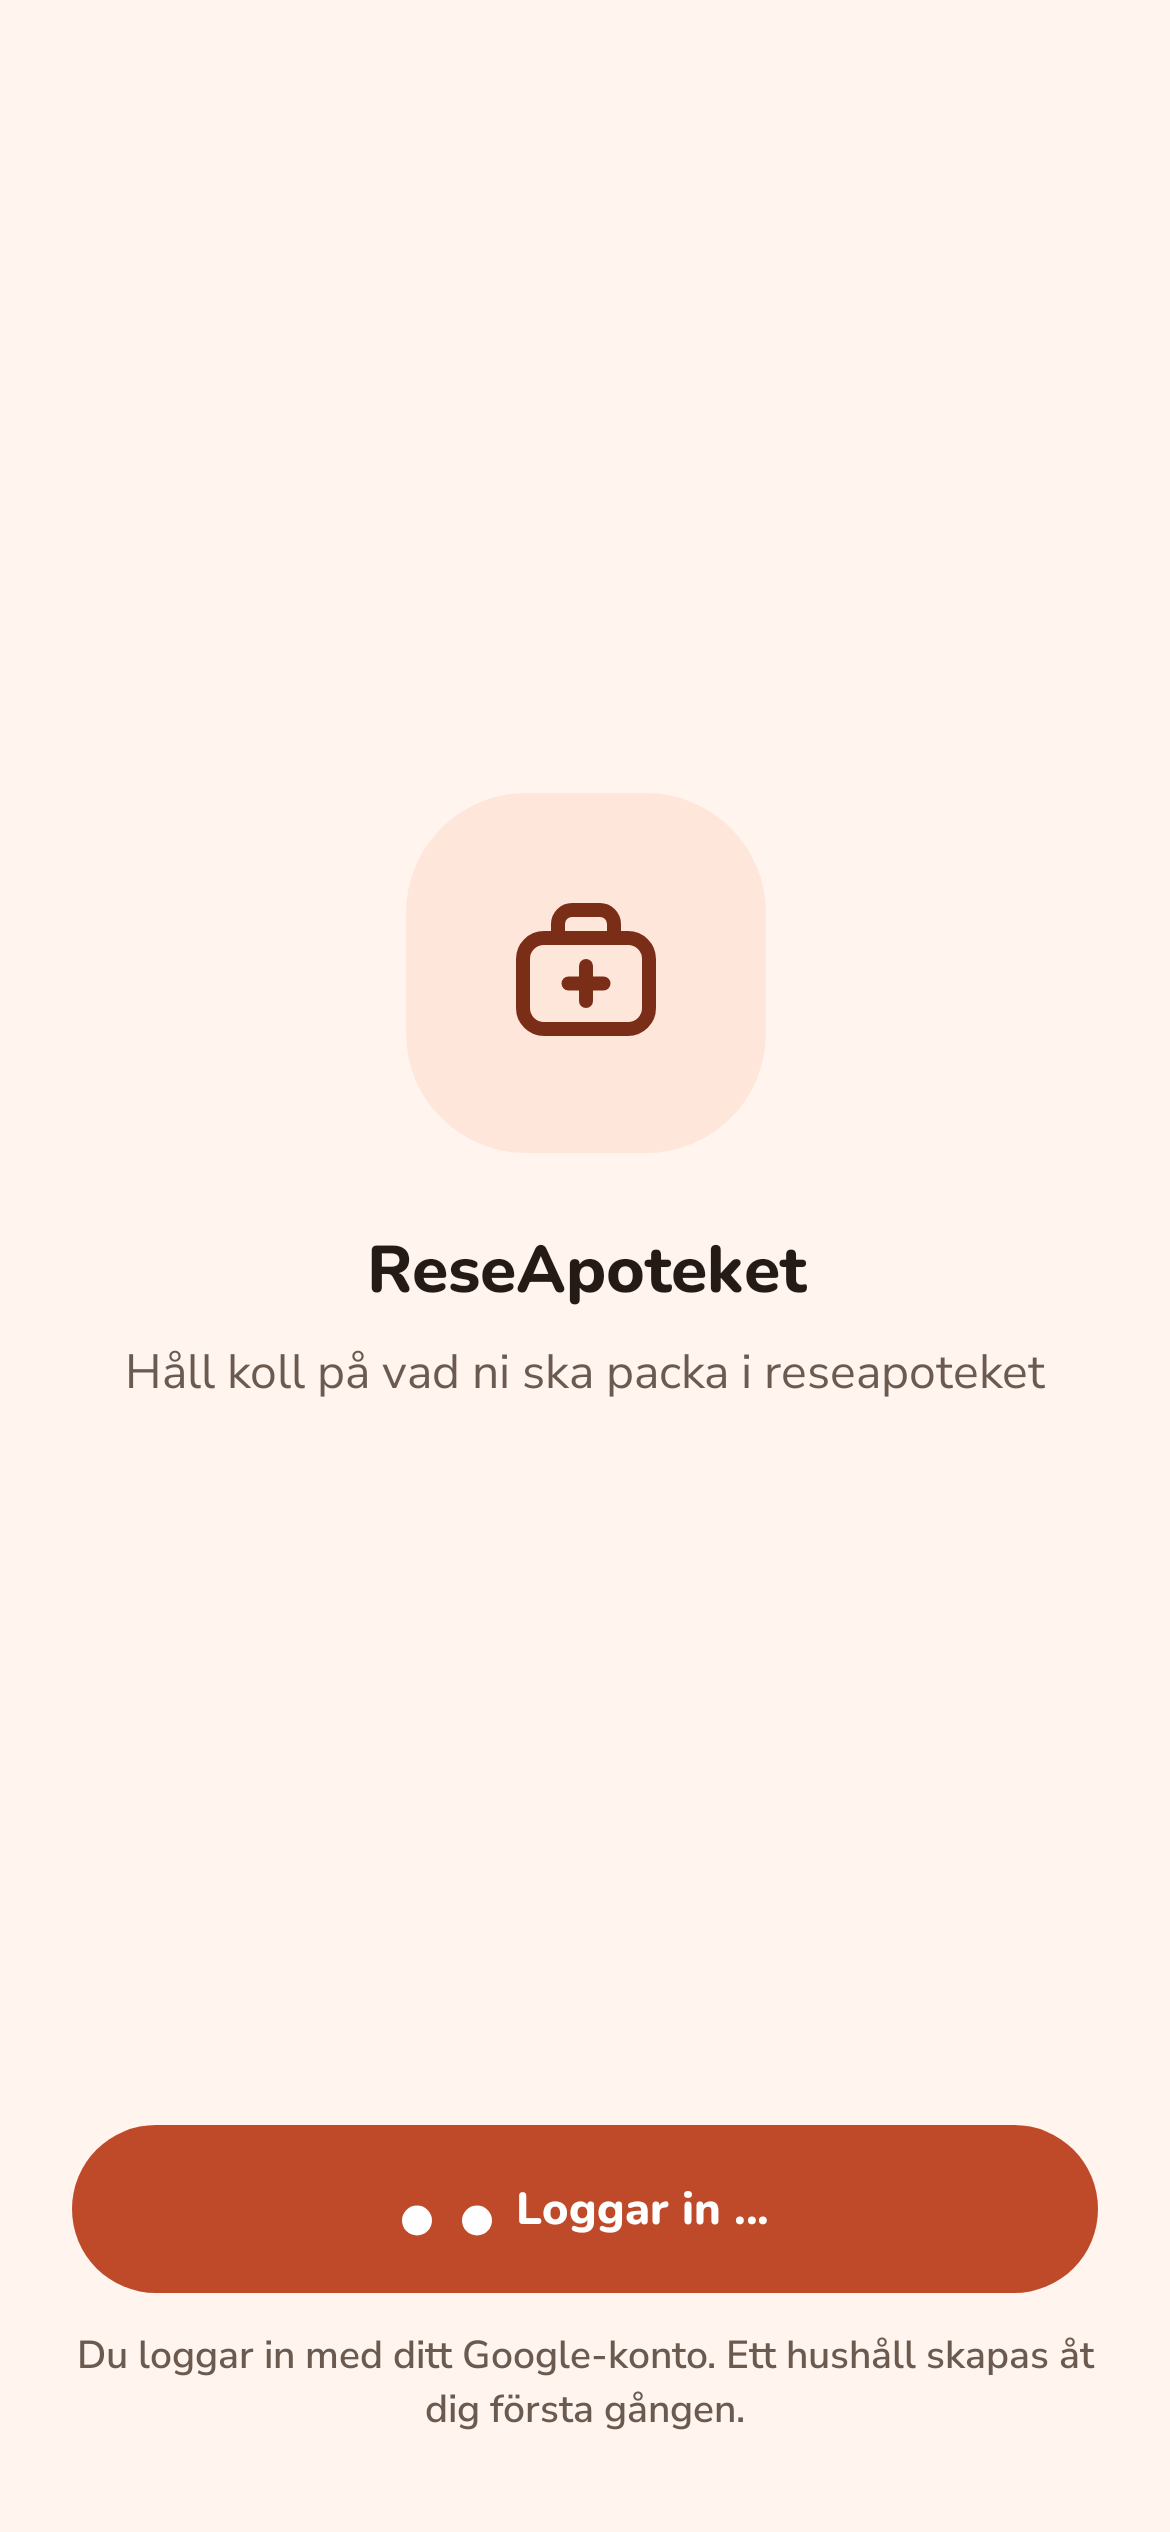 ReseApoteket
Håll koll på vad ni ska packa i reseapoteket
Loggar in ...
Du loggar in med ditt Google-konto. Ett hushåll skapas åt
dig första gången.